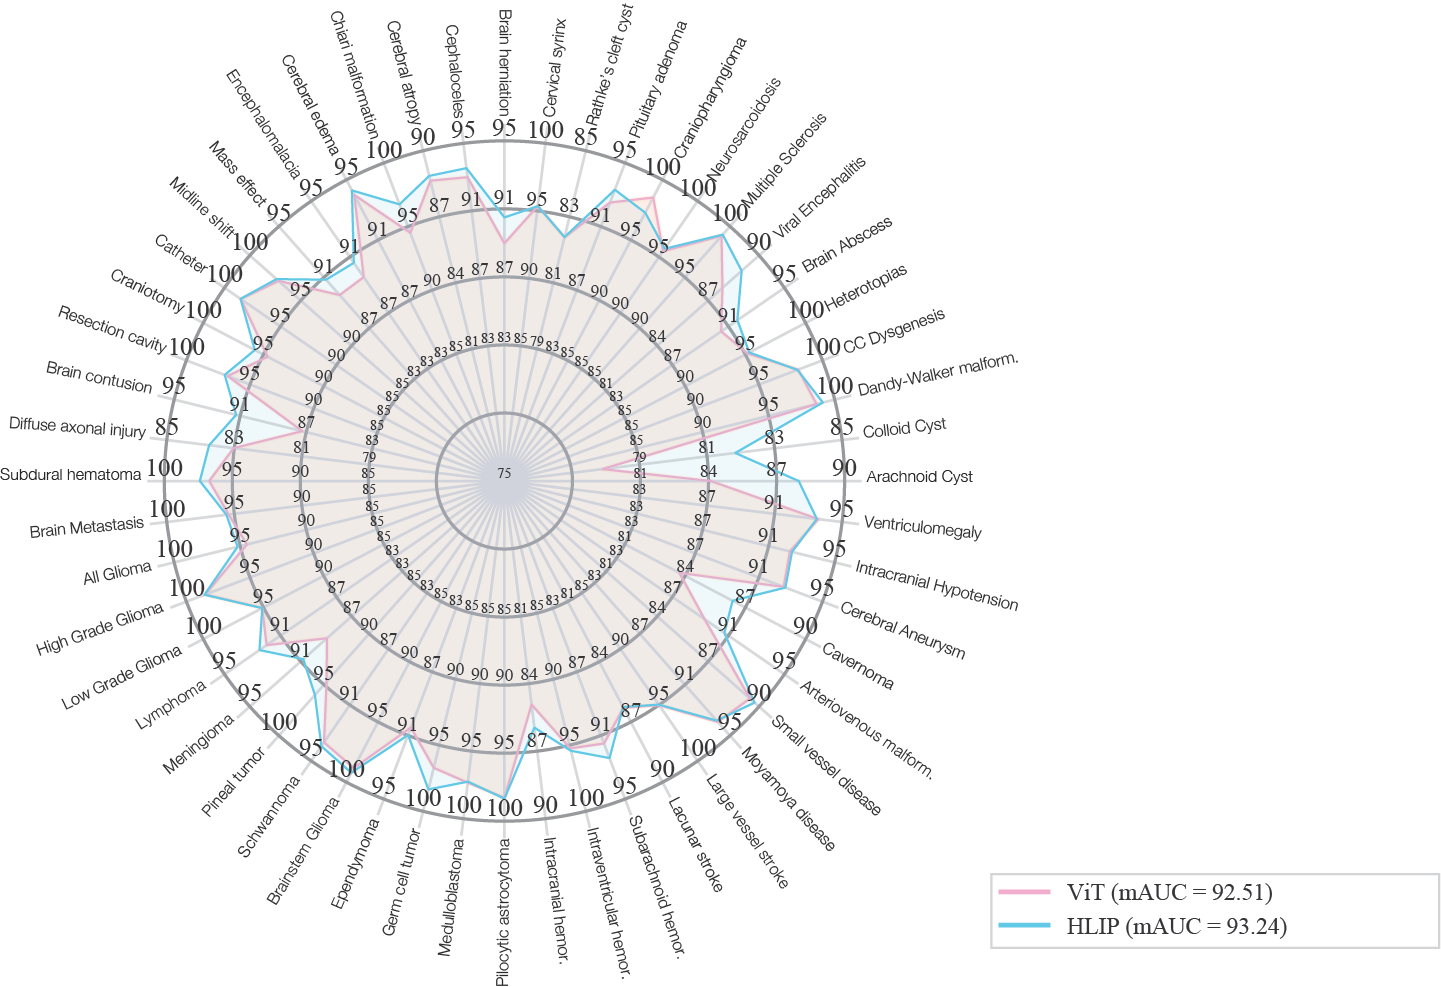 Brain herniation
Cervical syrinx
Rathke's cleft cyst
Pituitary adenoma
Craniopharyngioma
Neurosarcoidosis
Multiple Sclerosis
Viral Encephalitis
Brain Abscess
Heterotopias
CC Dysgenesis
Dandy-Walker malform.
Colloid Cyst
Arachnoid Cyst
Ventriculomegaly
Intracranial Hypotension
Cerebral Aneurysm
Cavernoma
Arteriovenous malform.
Small vessel disease
Moyamoya disease
Large vessel stroke
Lacunar stroke
Subarachnoid hemor.
Intraventricular hemor.
Intracranial hemor.
Pilocytic astrocytoma
Medulloblastoma
Germ cell tumor
Ependymoma
Brainstem Glioma
Schwannoma
Pineal tumor
Meningioma
Lymphoma
Low Grade Glioma
High Grade Glioma
All Glioma
Brain Metastasis
Subdural hematoma
Diffuse axonal injury
Brain contusion
Resection cavity
Craniotomy
Catheter
Midline shift
Mass effect
Encephalomalacia
Cerebral edema
Chiari malformation
Cerebral atropy
Cephaloceles
95 100 85 95 100 100 100 90 95 100 100 100 85 90 95 95 95 90 95 90 95 100 90 95 100 90 100 100 100 95 100 95 100 95 95 100 100 100 100 100 85 95 100 100 100 100 95 95 95 100 90 95
91 95 83 91 95 95 95 87 91 95 95 95 83 87 91 91 91 87 91 87 91 95 87 91 95 87 95 95 95 91 95 91 95 91 91 95 95 95 95 95 83 91 95 95 95 95 91 91 91 95 87 91
87 90 81 87 90 90 90 84 87 90 90 90 81 84 87 87 87 84 87 84 87 90 84 87 90 84 90 90 90 87 90 87 90 87 87 90 90 90 90 90 81 87 90 90 90 90 87 87 87 90 84 87
83 85 79 83 85 85 85 81 83 85 85 85 79 81 83 83 83 81 83 81 83 85 81 83 85 81 85 85 85 83 85 83 85 83 83 85 85 85 85 85 79 83 85 85 85 85 83 83 83 85 81 83
75
ViT (mAUC = 92.51)
HLIP (mAUC = 93.24)